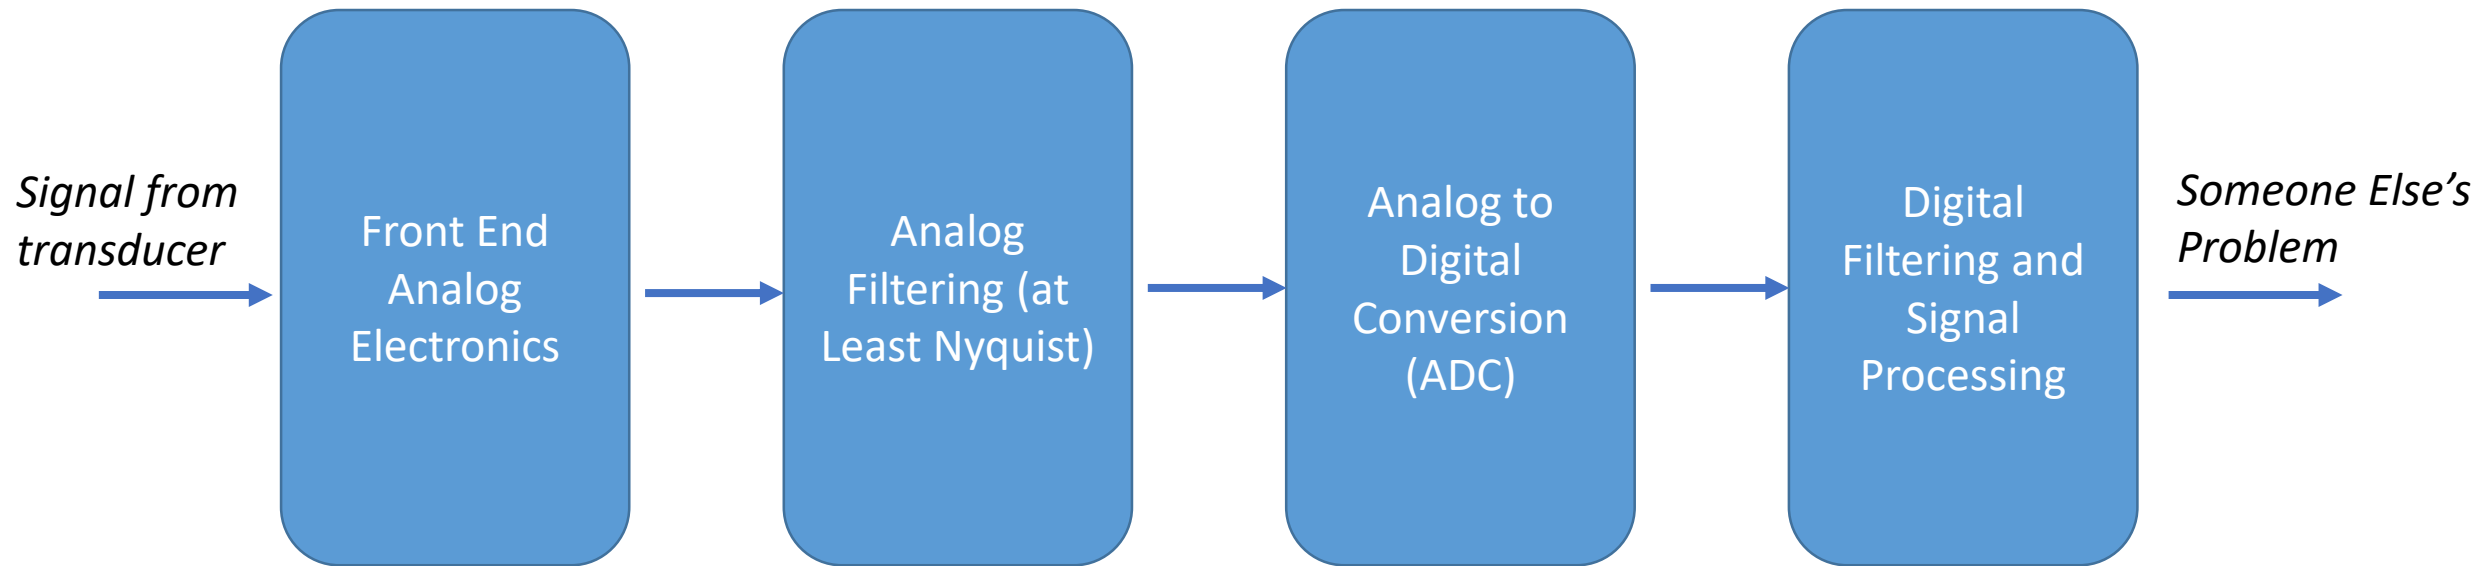 Signal from
transducer
Front End
Analog
Electronics
Analog
Filtering (at
Least Nyquist)
Analog to
Digital
Conversion
(ADC)
Digital
Filtering and
Signal
Processing
Someone Else’s
Problem